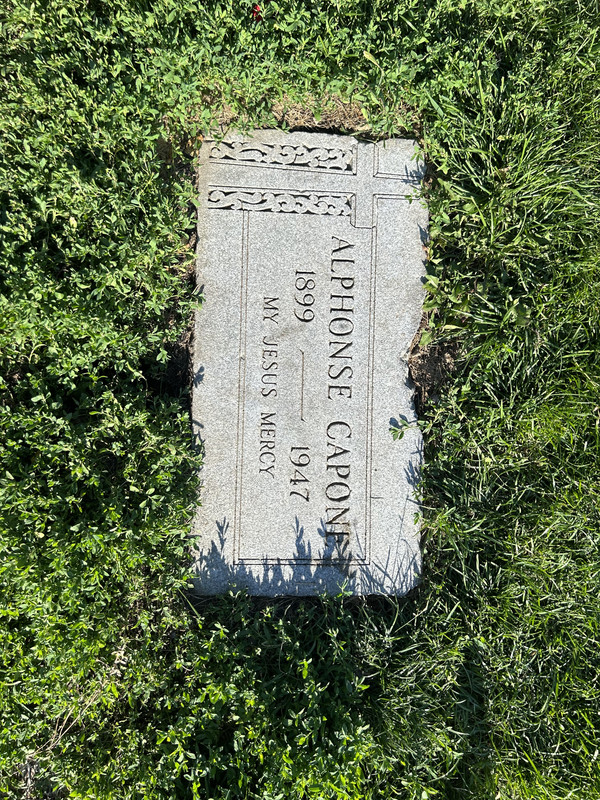 ALPHONSE CAPONE
1899 — 1947
MY JESUS MERCY